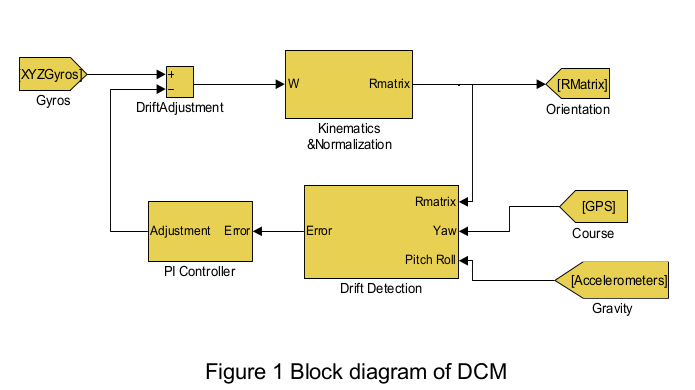 XYZGyros]
Gyros
+
−
DriftAdjustment
W
Rmatrix
Kinematics
&Normalization
[RMatrix]
Orientation
Adjustment
Error
PI Controller
Error
Rmatrix
Yaw
Pitch Roll
Drift Detection
[GPS]
Course
[Accelerometers]
Gravity
Figure 1 Block diagram of DCM